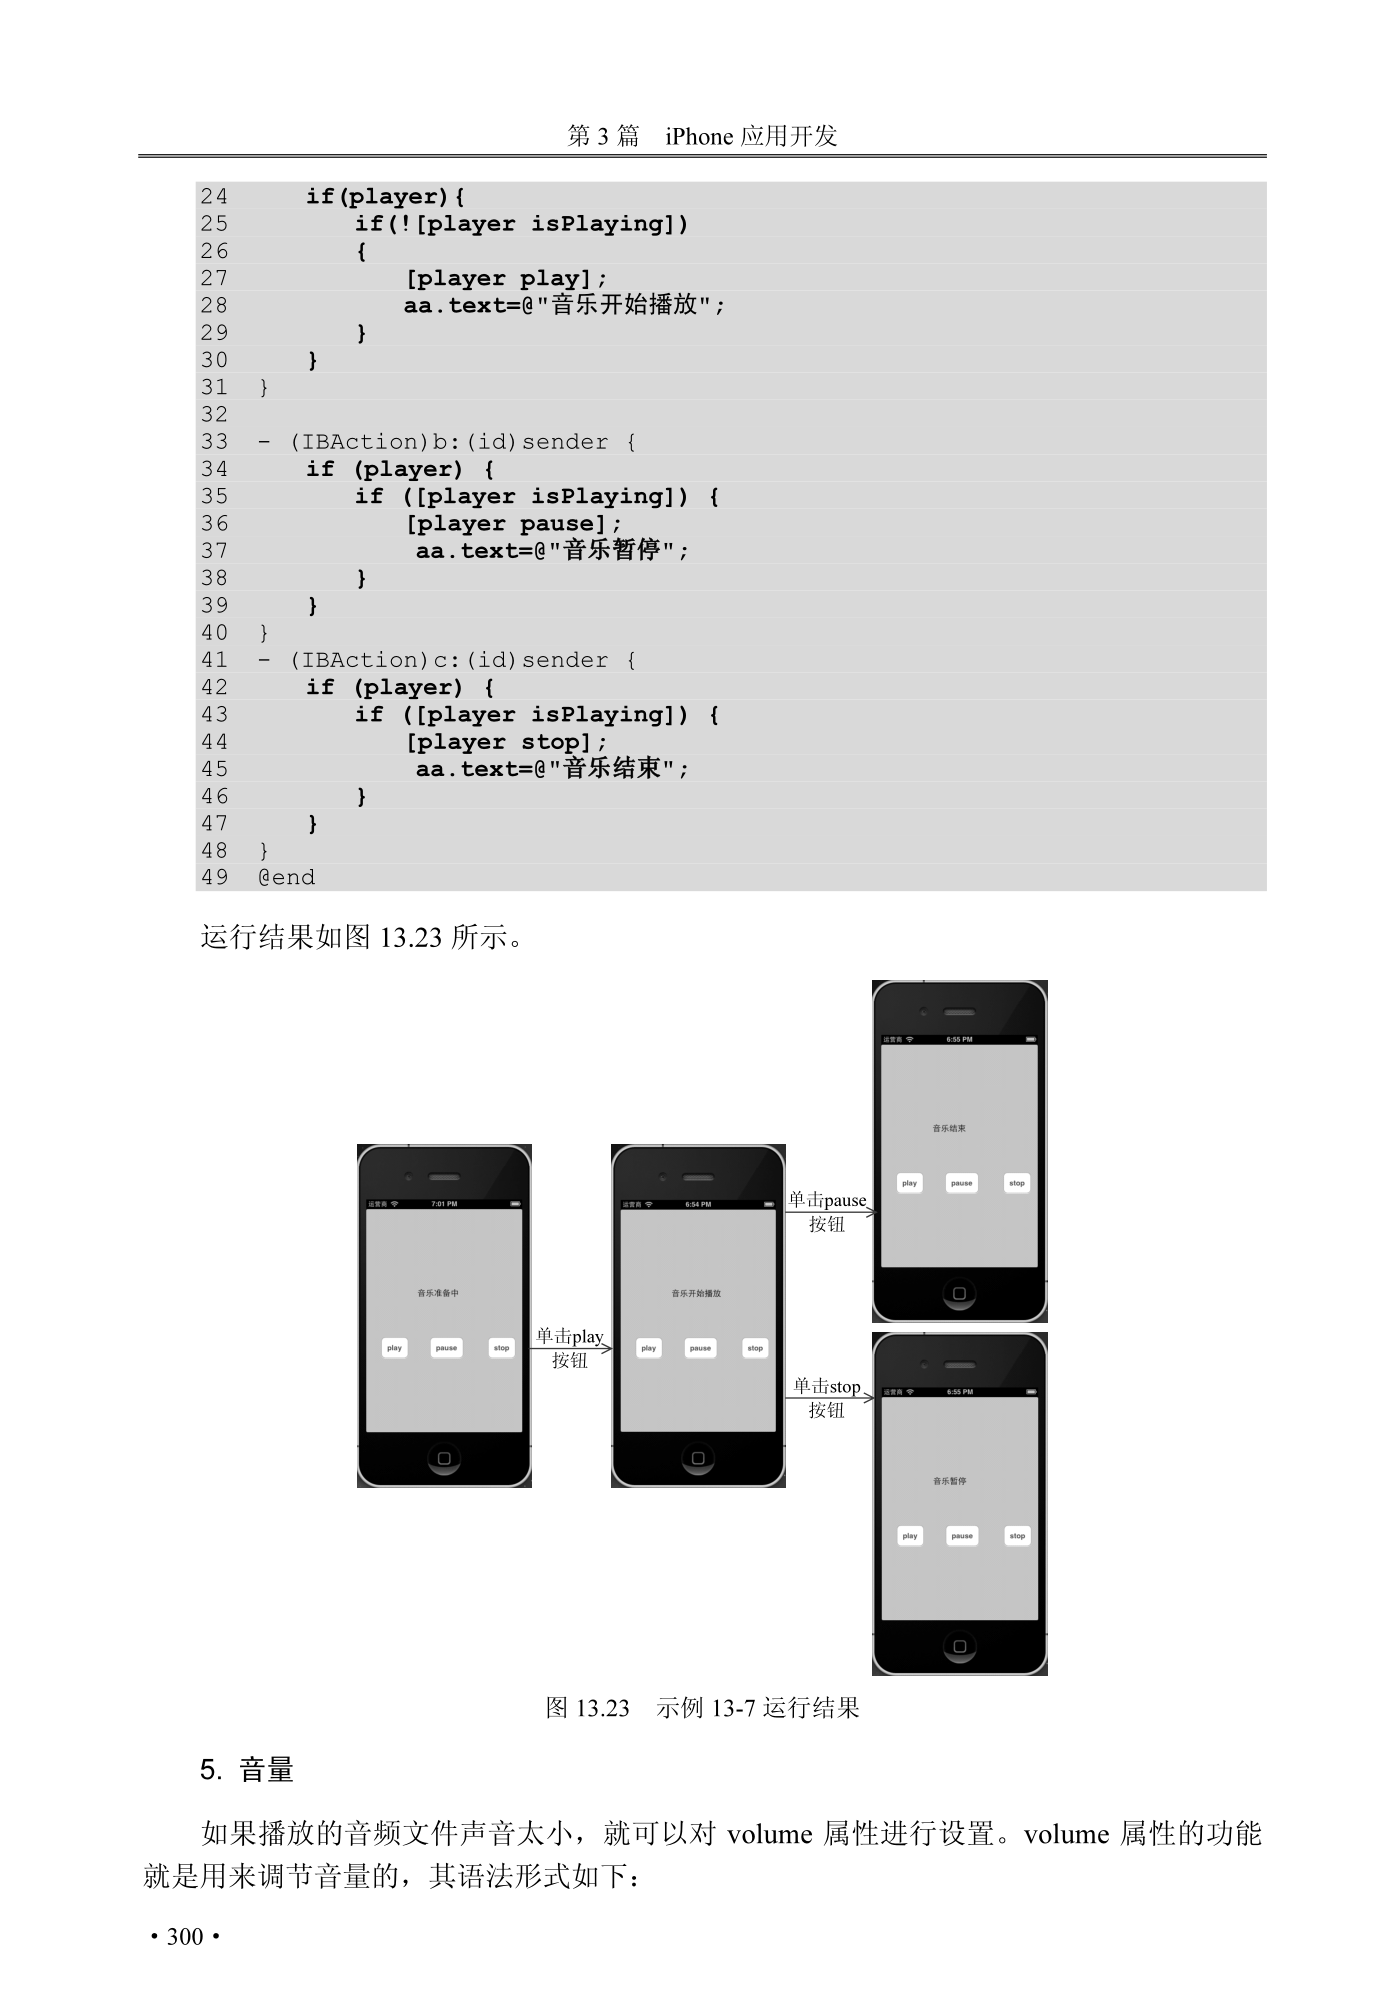 第 3 篇　iPhone 应用开发
24 if(player){
25 if(![player isPlaying])
26 {
27 [player play];
28 aa.text=@"音乐开始播放";
29 }
30 }
31 }
32
33 - (IBAction)b:(id)sender {
34 if (player) {
35 if ([player isPlaying]) {
36 [player pause];
37 aa.text=@"音乐暂停";
38 }
39 }
40 }
41 - (IBAction)c:(id)sender {
42 if (player) {
43 if ([player isPlaying]) {
44 [player stop];
45 aa.text=@"音乐结束";
46 }
47 }
48 }
49 @end
运行结果如图 13.23 所示。
运营商 7:01 PM
音乐准备中
play pause stop
单击play
按钮
运营商 6:54 PM
音乐开始播放
play pause stop
单击pause
按钮
运营商 6:55 PM
音乐结束
play pause stop
单击stop
按钮
运营商 6:55 PM
音乐暂停
play pause stop
图 13.23　示例 13-7 运行结果
5. 音量
如果播放的音频文件声音太小，就可以对 volume 属性进行设置。volume 属性的功能
就是用来调节音量的，其语法形式如下：
• 300 •